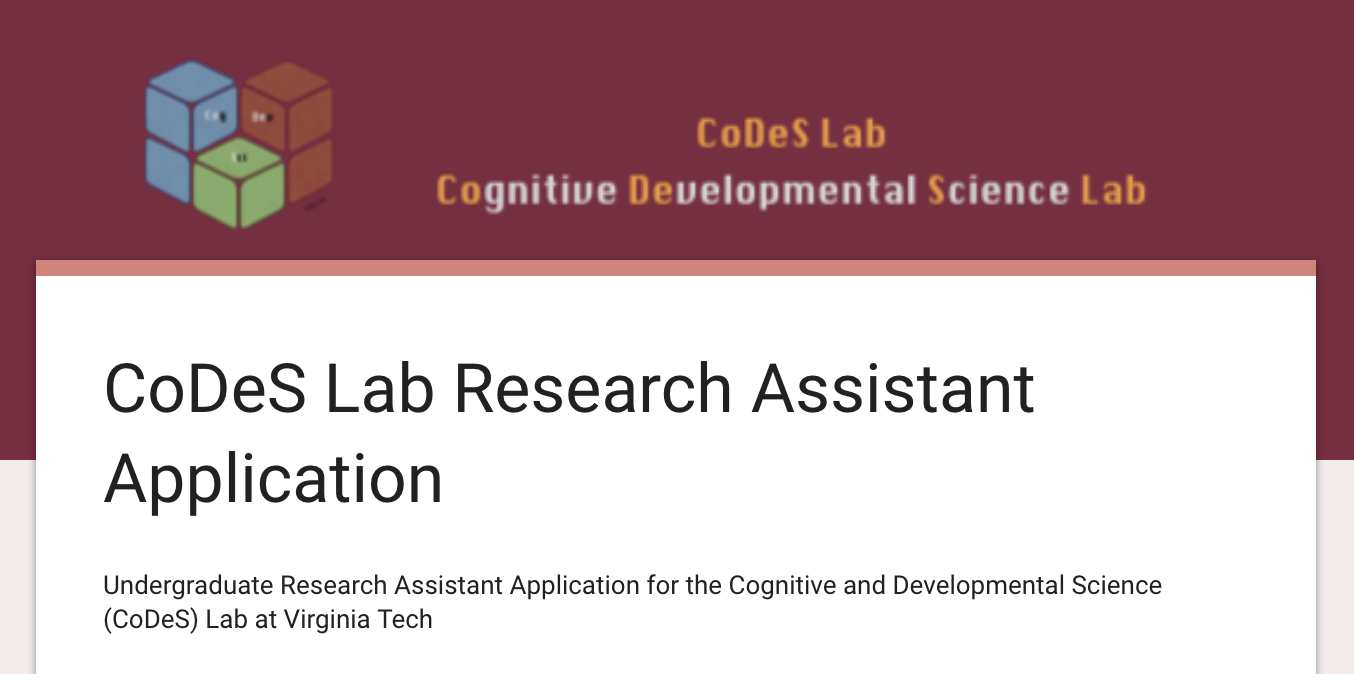 CoDeS Lab
Cognitive Developmental Science Lab
CoDeS Lab Research Assistant
Application
Undergraduate Research Assistant Application for the Cognitive and Developmental Science
(CoDeS) Lab at Virginia Tech